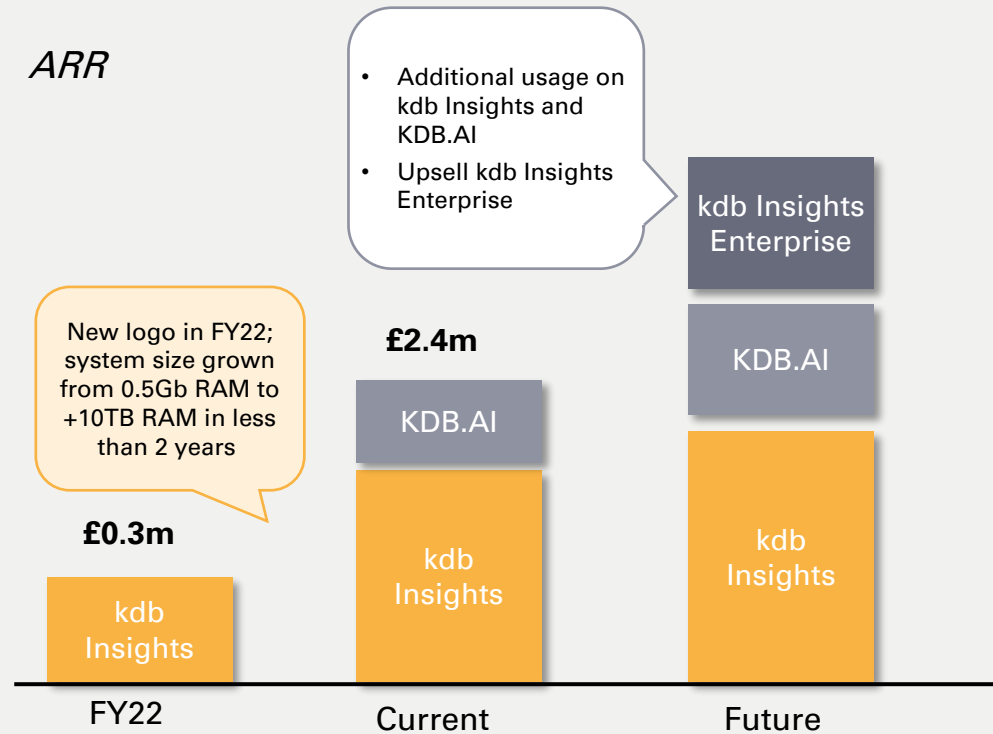 ARR
• Additional usage on
kdb Insights and
KDB.AI
• Upsell kdb Insights
Enterprise
New logo in FY22;
system size grown
from 0.5Gb RAM to
+10TB RAM in less
than 2 years
£0.3m
kdb
Insights
FY22
£2.4m
KDB.AI
kdb
Insights
Current
kdb Insights
Enterprise
KDB.AI
kdb
Insights
Future